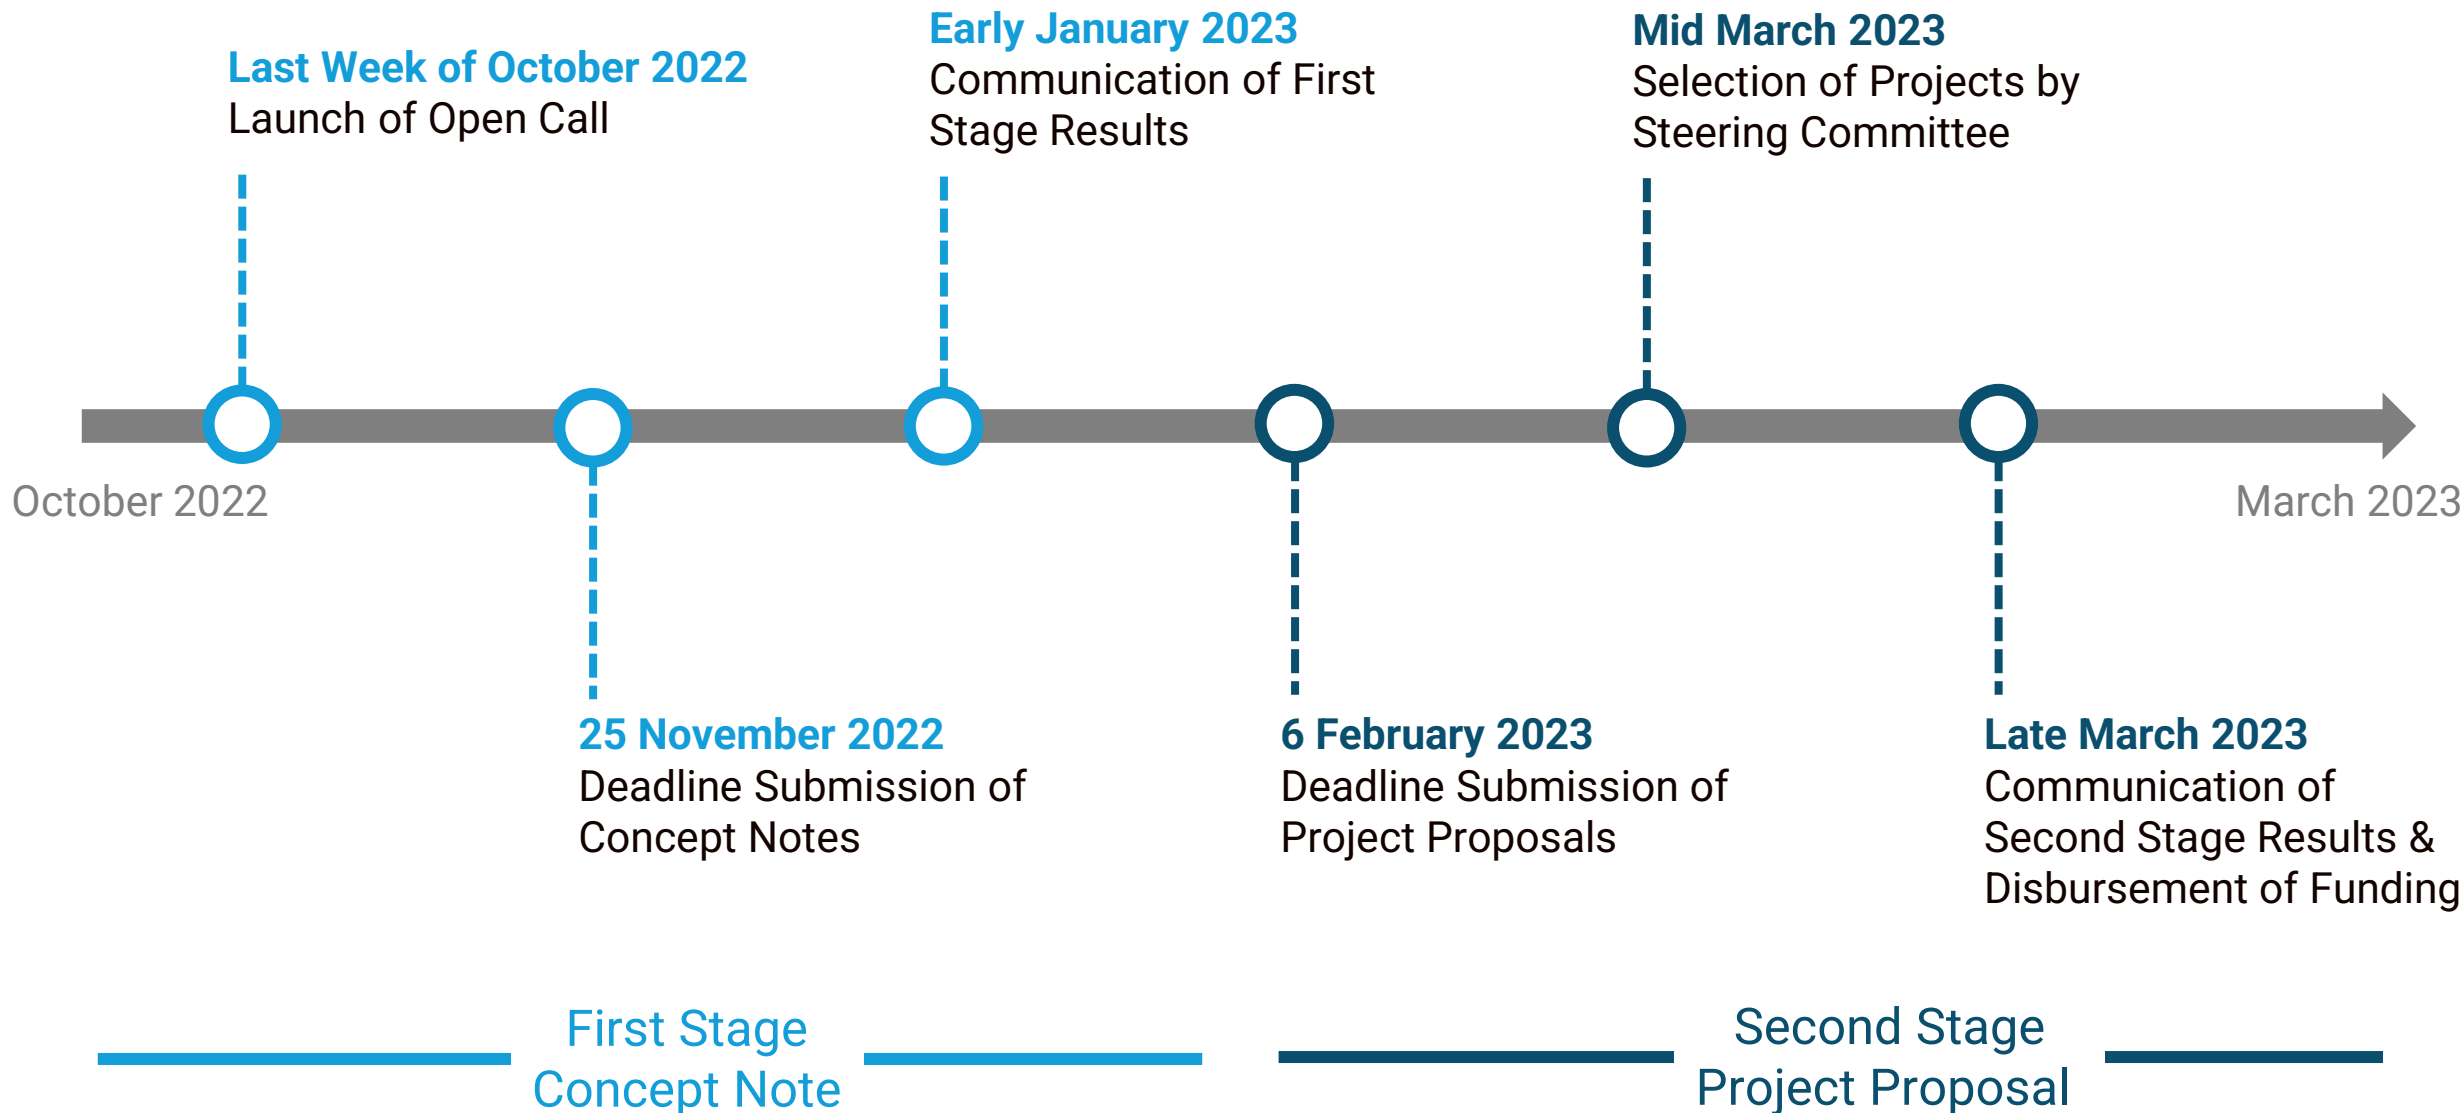 Last Week of October 2022
Launch of Open Call
Early January 2023
Communication of First
Stage Results
Mid March 2023
Selection of Projects by
Steering Committee
October 2022
March 2023
25 November 2022
Deadline Submission of
Concept Notes
6 February 2023
Deadline Submission of
Project Proposals
Late March 2023
Communication of
Second Stage Results &
Disbursement of Funding
First Stage
Concept Note
Second Stage
Project Proposal